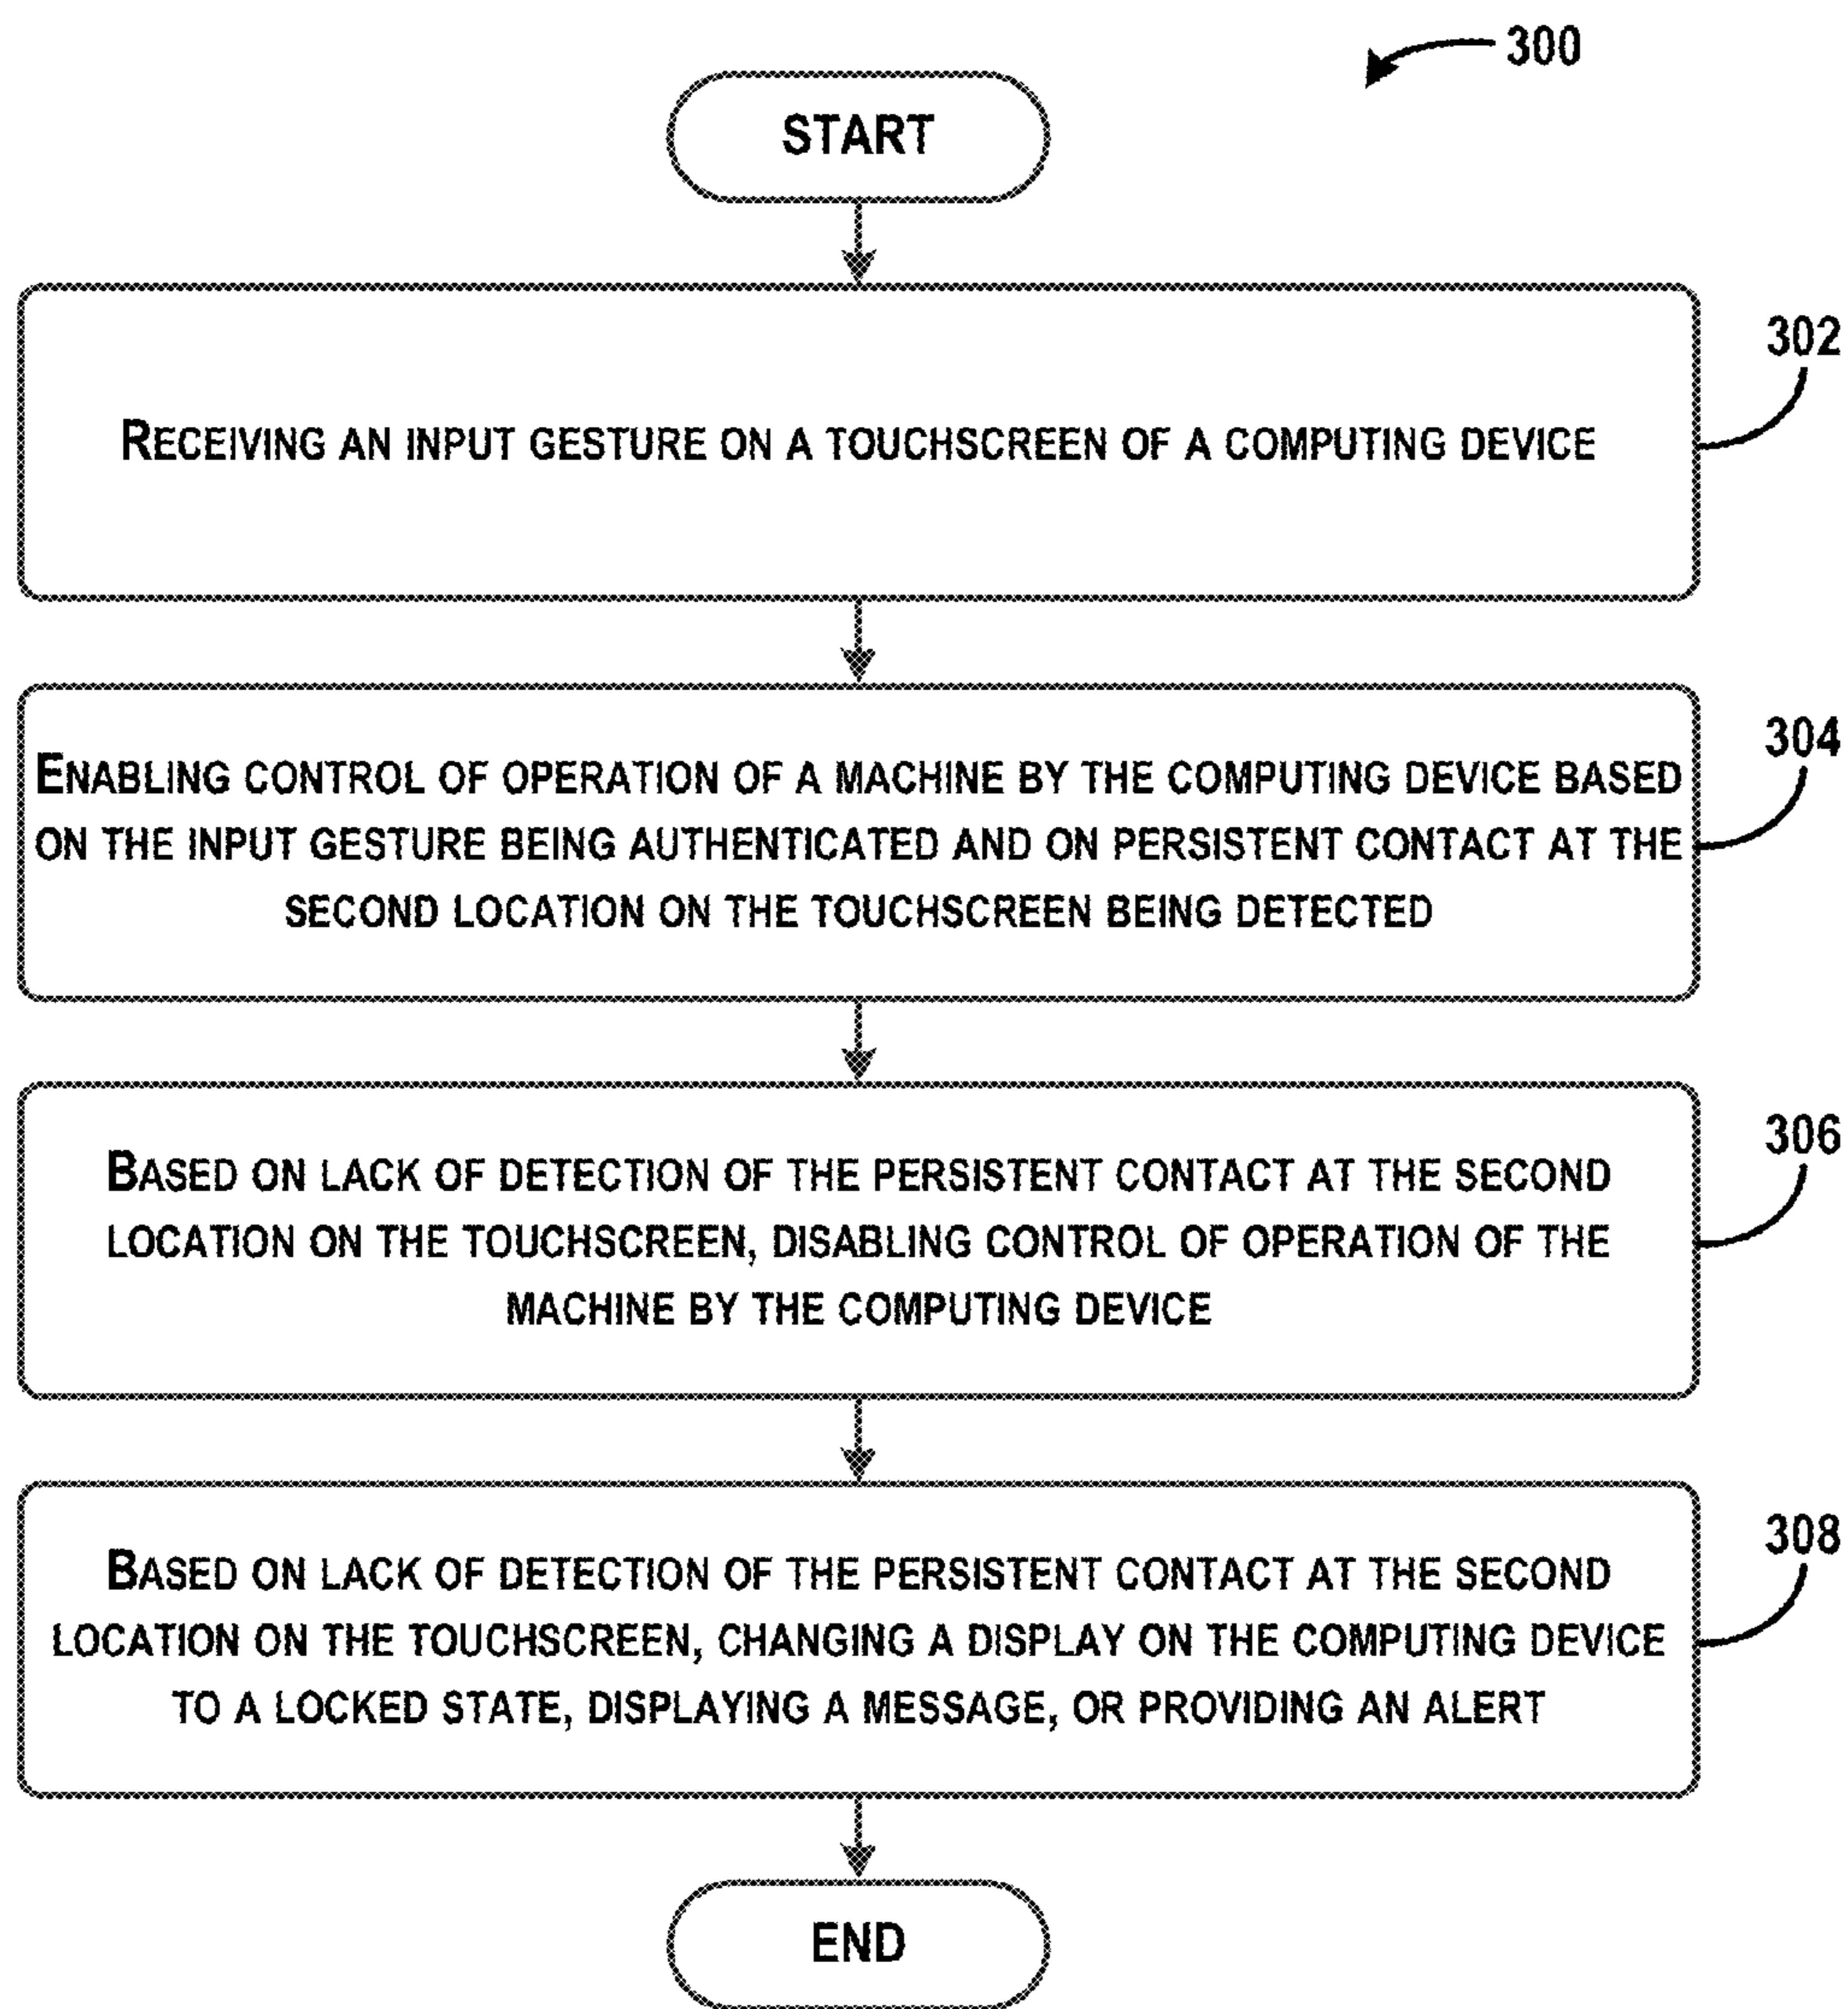 300
START
302
RECEIVING AN INPUT GESTURE ON A TOUCHSCREEN OF A COMPUTING DEVICE
304
ENABLING CONTROL OF OPERATION OF A MACHINE BY THE COMPUTING DEVICE BASED
ON THE INPUT GESTURE BEING AUTHENTICATED AND ON PERSISTENT CONTACT AT THE
SECOND LOCATION ON THE TOUCHSCREEN BEING DETECTED
306
BASED ON LACK OF DETECTION OF THE PERSISTENT CONTACT AT THE SECOND
LOCATION ON THE TOUCHSCREEN, DISABLING CONTROL OF OPERATION OF THE
MACHINE BY THE COMPUTING DEVICE
308
BASED ON LACK OF DETECTION OF THE PERSISTENT CONTACT AT THE SECOND
LOCATION ON THE TOUCHSCREEN, CHANGING A DISPLAY ON THE COMPUTING DEVICE
TO A LOCKED STATE, DISPLAYING A MESSAGE, OR PROVIDING AN ALERT
END